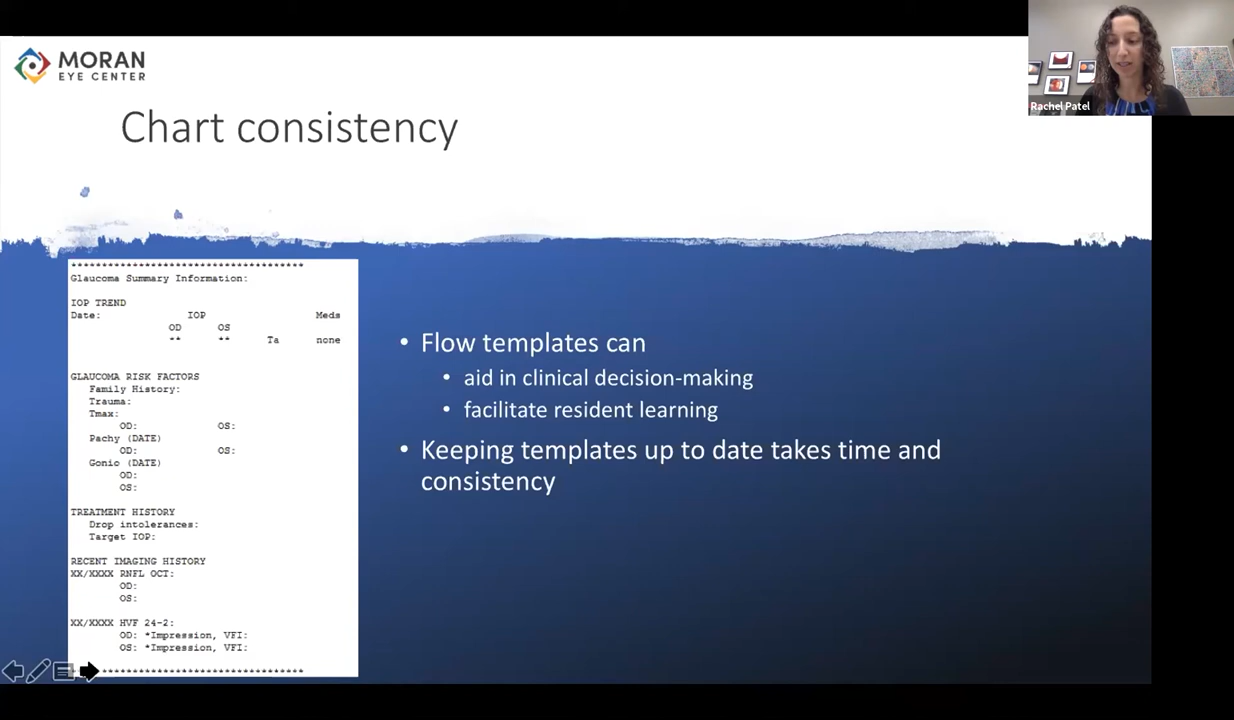 MORAN
EYE CENTER
Rachel Patel
Chart consistency
************************************** 
Glaucoma Summary Information:
IOP TREND
Date: IOP Meds
OD OS
** ** Ta none
GLAUCOMA RISK FACTORS
Family History:
Trauma:
Tmax:
OD: OS:
Pachy (DATE)
OD: OS:
Gonio (DATE)
OD:
OS:
TREATMENT HISTORY
Drop intolerances:
Target IOP:
RECENT IMAGING HISTORY
XX/XXXX RNFL OCT:
OD:
OS:
XX/XXXX HVF 24-2:
OD: *Impression, VFI:
OS: *Impression, VFI:
**************************************
• Flow templates can
• aid in clinical decision-making
• facilitate resident learning
• Keeping templates up to date takes time and
consistency